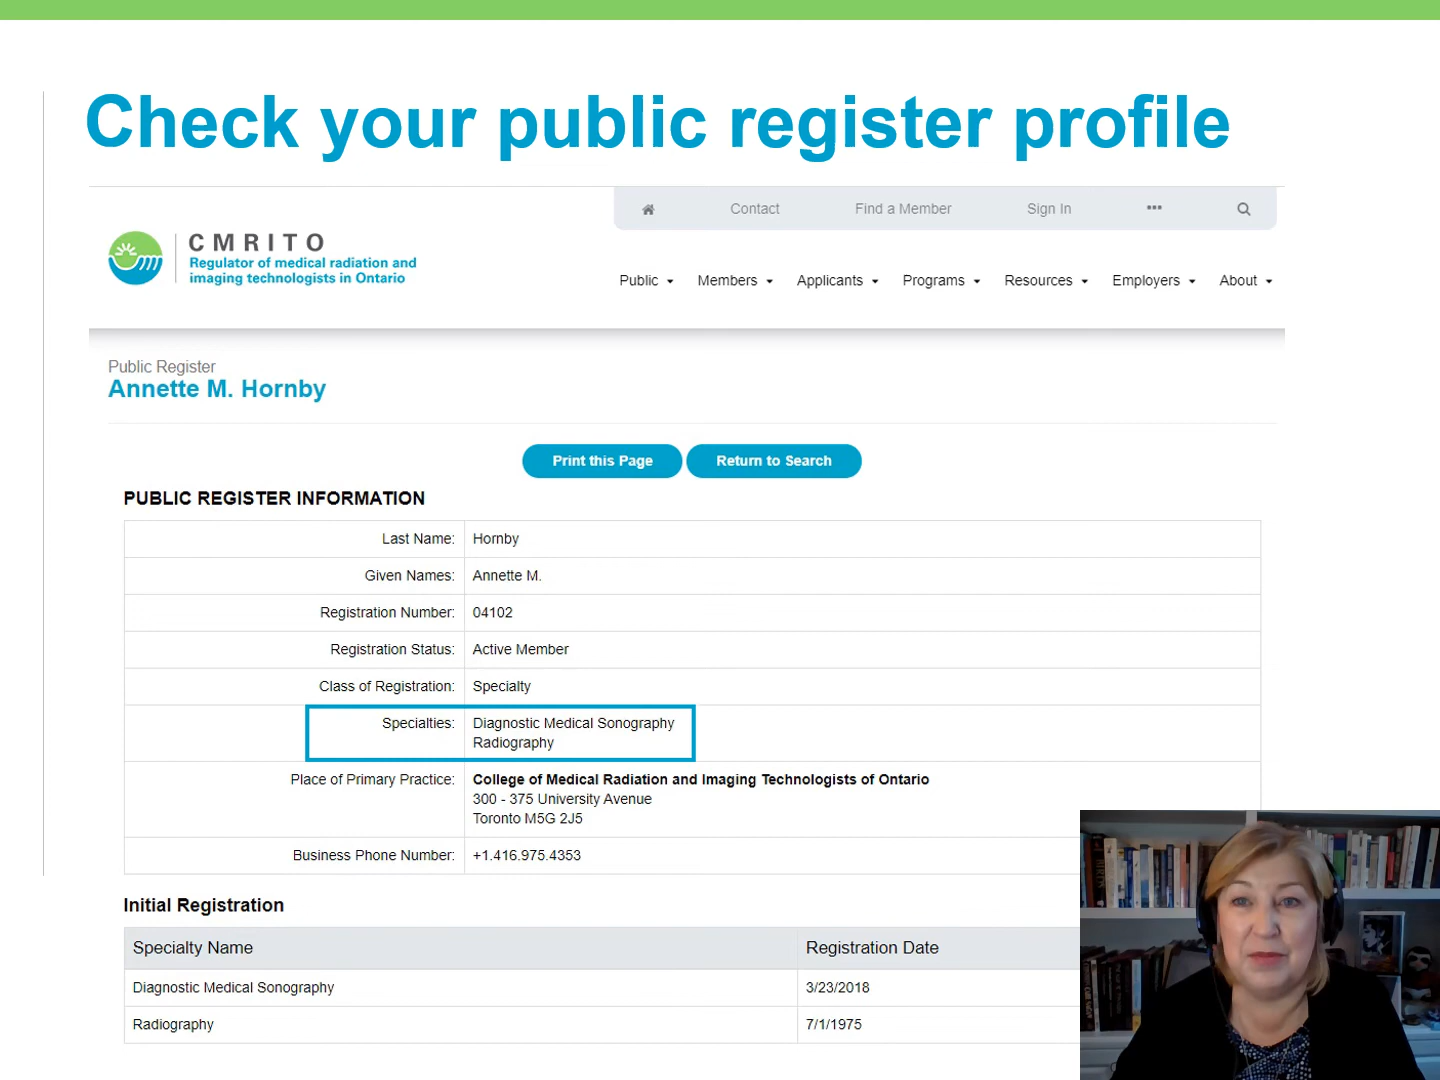 Check your public register profile
Contact
Find a Member
Sign In
CMRITO
Regulator of medical radiation and
imaging technologists in Ontario
Public
Members
Applicants
Programs
Resources
Employers
About
Public Register
Annette M. Hornby
Print this Page
Return to Search
PUBLIC REGISTER INFORMATION
Last Name: Hornby
Given Names: Annette M.
Registration Number: 04102
Registration Status: Active Member
Class of Registration: Specialty
Specialties: Diagnostic Medical Sonography
Radiography
Place of Primary Practice: College of Medical Radiation and Imaging Technologists of Ontario
300 - 375 University Avenue
Toronto M5G 2J5
Business Phone Number: +1.416.975.4353
Initial Registration
Specialty Name Registration Date
Diagnostic Medical Sonography 3/23/2018
Radiography 7/1/1975